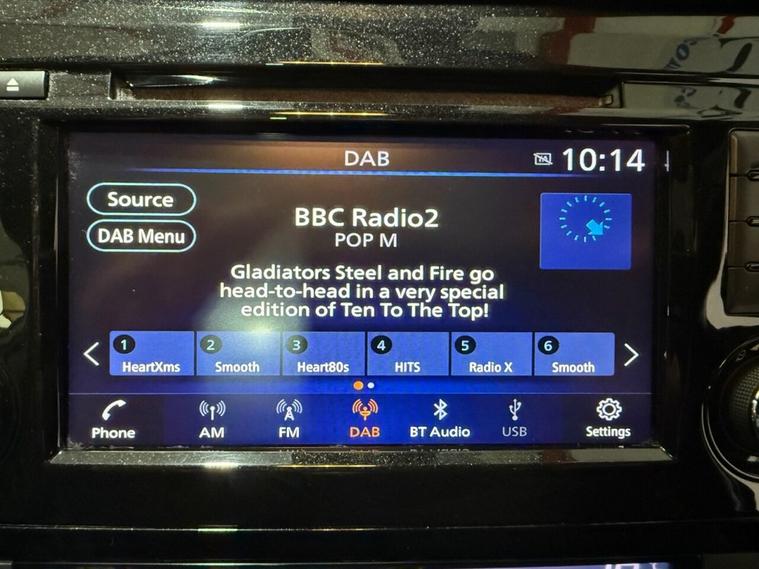 DAB
10:14
Source
DAB Menu
BBC Radio2
POP M
Gladiators Steel and Fire go
head-to-head in a very special
edition of Ten To The Top!
1 HeartXms
2 Smooth
3 Heart80s
4 HITS
5 Radio X
6 Smooth
Phone
AM
FM
DAB
BT Audio
USB
Settings